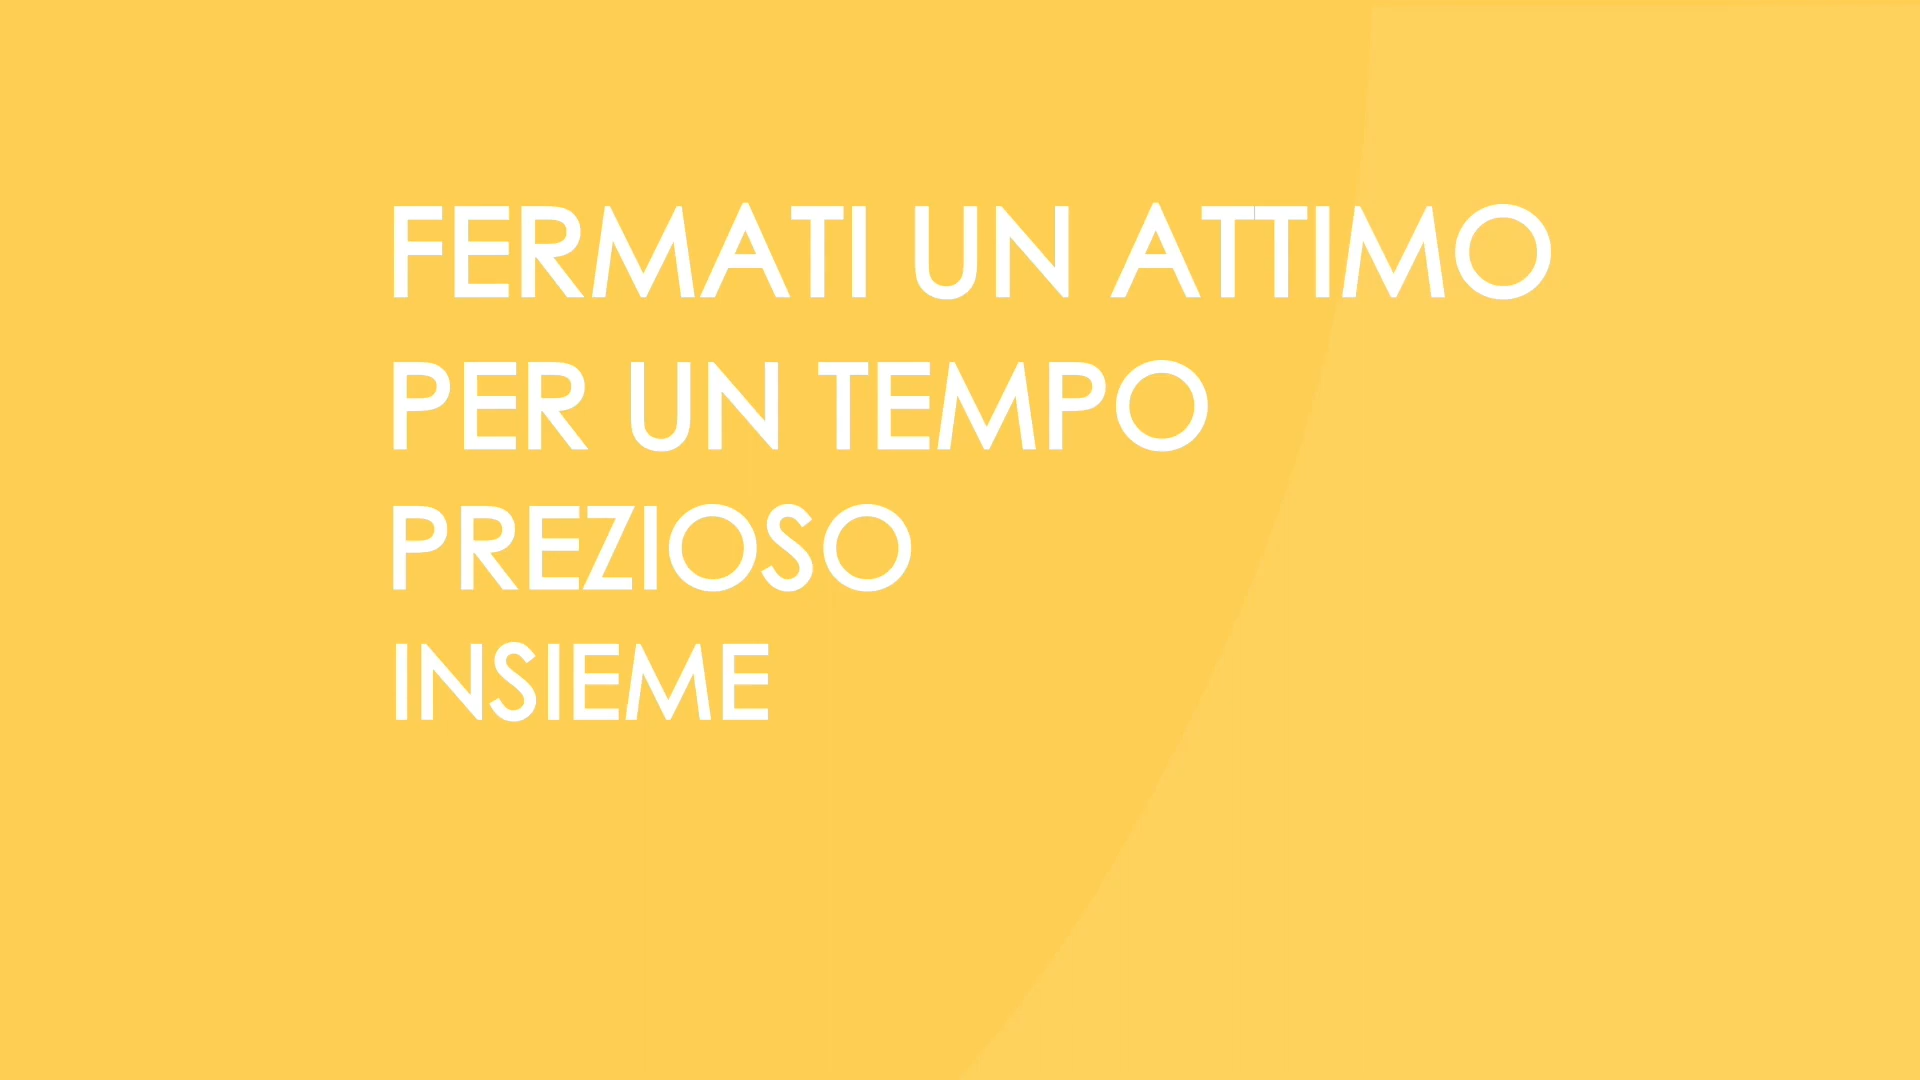 FERMATI UN ATTIMO
PER UN TEMPO
PREZIOSO
INSIEME